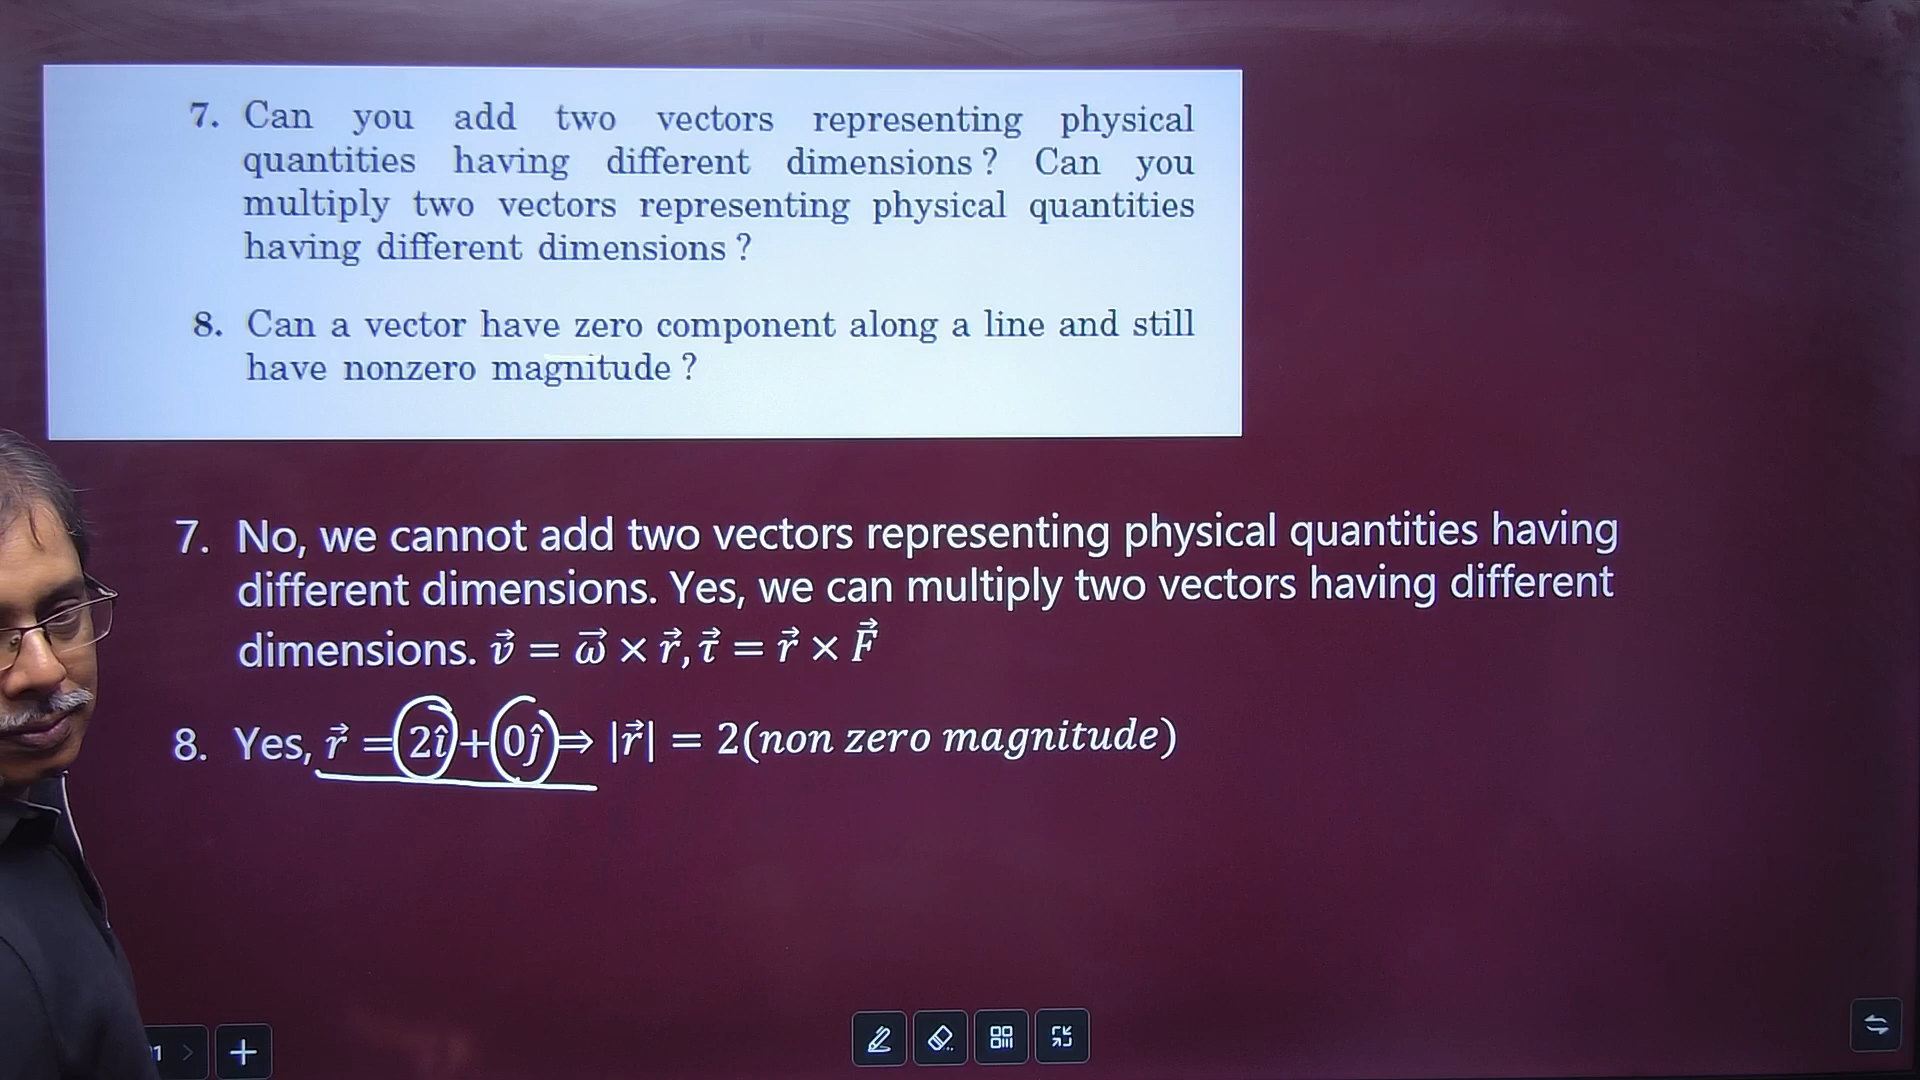 7. Can you add two vectors representing physical
quantities having different dimensions ? Can you
multiply two vectors representing physical quantities
having different dimensions ?
8. Can a vector have zero component along a line and still
have nonzero magnitude ?
7. No, we cannot add two vectors representing physical quantities having
different dimensions. Yes, we can multiply two vectors having different
dimensions. v⃗ = ω⃗ × r⃗, τ⃗ = r⃗ × F⃗
8. Yes, r⃗ = 2î + 0ĵ ⇒ |r⃗| = 2(non zero magnitude)
1 > +